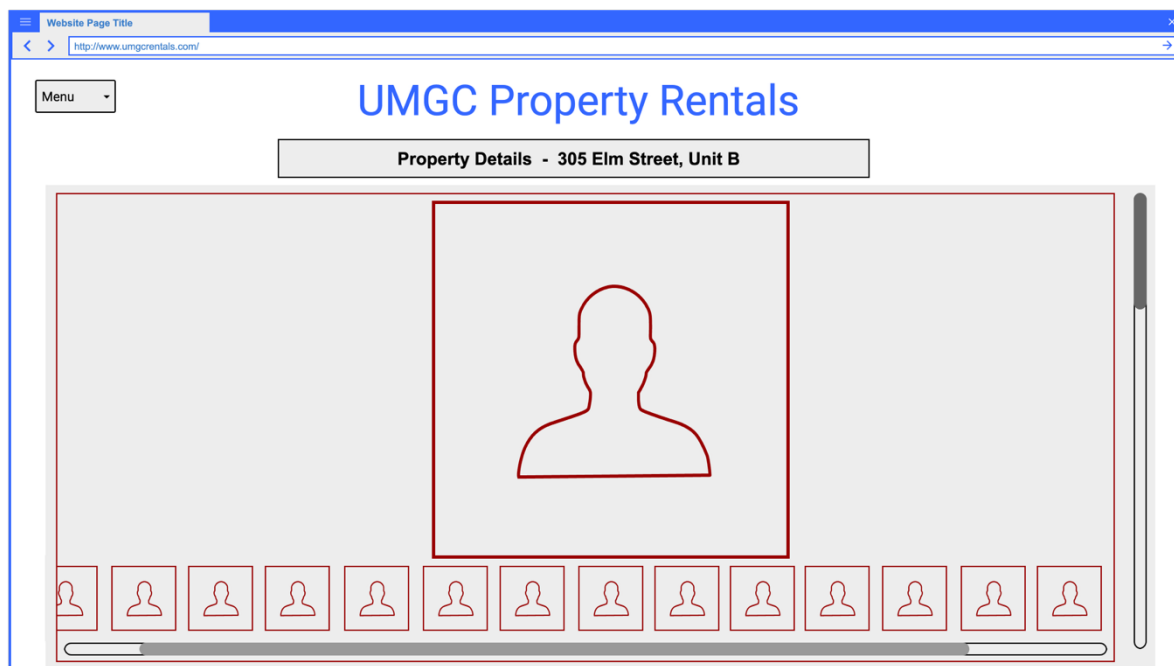 Website Page Title
http://www.umgcrentals.com/
Menu
UMGC Property Rentals
Property Details - 305 Elm Street, Unit B